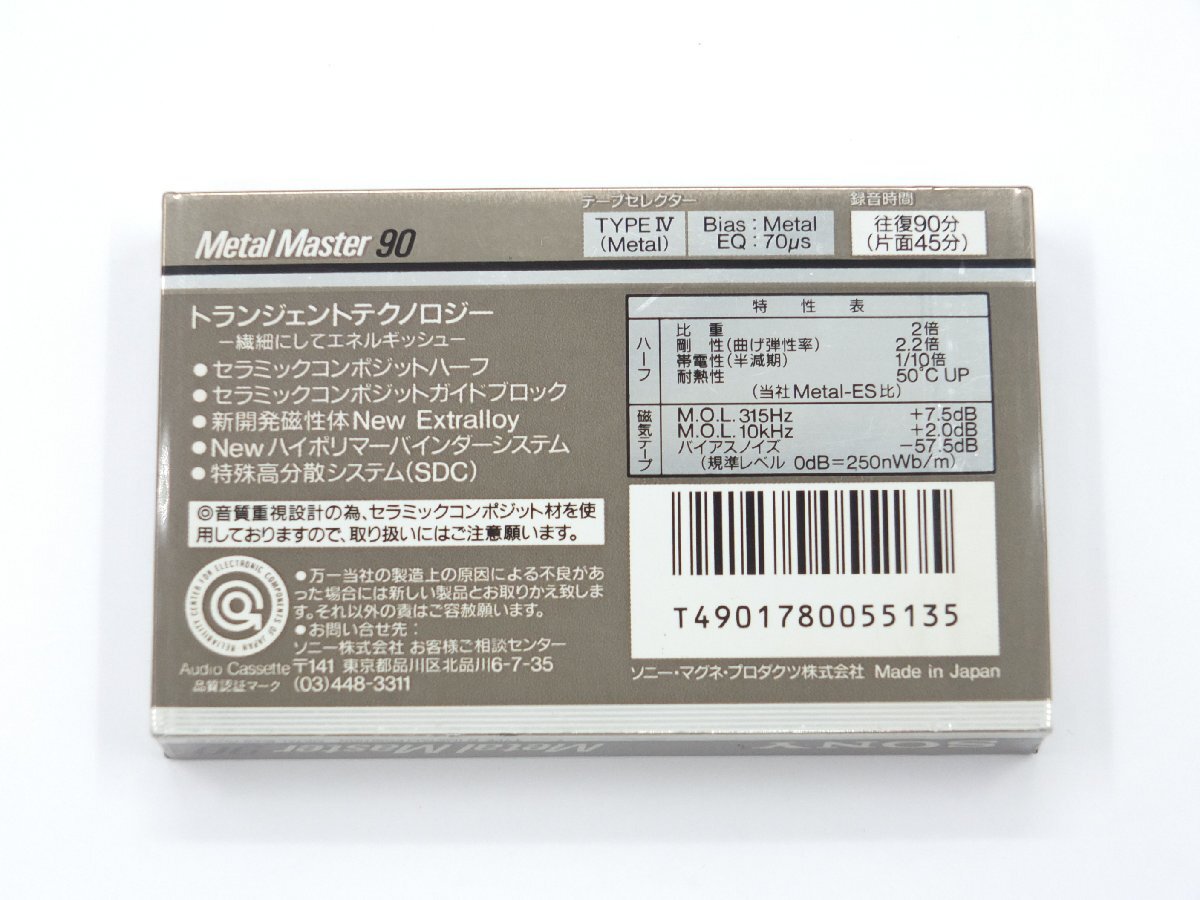 テープセレクター
録音時間
Metal Master 90
TYPE Ⅳ
(Metal)
Bias : Metal
EQ : 70μs
往復90分
(片面45分)
トランジェントテクノロジー
—繊細にしてエネルギッシュ—
●セラミックコンポジットハーフ
●セラミックコンポジットガイドブロック
●新開発磁性体New Extralloy
●Newハイポリマーバインダーシステム
●特殊高分散システム(SDC)
◎音質重視設計の為、セラミックコンポジット材を使
用しておりますので、取り扱いにはご注意願います。
特性表
ハーフ
比重 2倍
剛性(曲げ弾性率) 2.2倍
帯電性(半減期) 1/10倍
耐熱性 50°C UP
(当社Metal-ES比)
磁気テープ
M.O.L. 315Hz +7.5dB
M.O.L. 10kHz +2.0dB
バイアスノイズ −57.5dB
(規準レベル 0dB=250nWb/m)
T4901780055135
RELIABILITY CENTER FOR ELECTRONIC COMPONENTS OF JAPAN
Audio Cassette
品質認証マーク
●万一当社の製造上の原因による不良があ
った場合には新しい製品とお取りかえ致しま
す。それ以外の責はご容赦願います。
●お問い合せ先：
ソニー株式会社 お客様ご相談センター
〒141 東京都品川区北品川6-7-35
(03)448-3311
ソニー・マグネ・プロダクツ株式会社 Made in Japan
SONY
Metal Master